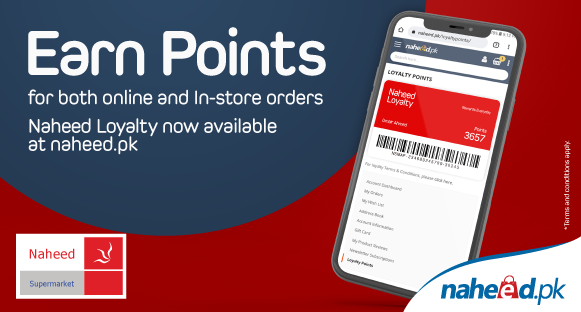 Earn Points
for both online and In-store orders
Naheed Loyalty now available
at naheed.pk
naheed.pk/loyaltypoints/
naheed.pk
LOYALTY POINTS
Naheed
Loyalty
Points
3657
For loyalty Terms & Conditions, please click here.
Account Dashboard
My Orders
My Wish List
Address Book
Account Information
Gift Card
My Product Reviews
Newsletter Subscriptions
Loyalty Points
*Terms and conditions apply.
Naheed
Supermarket
naheed.pk